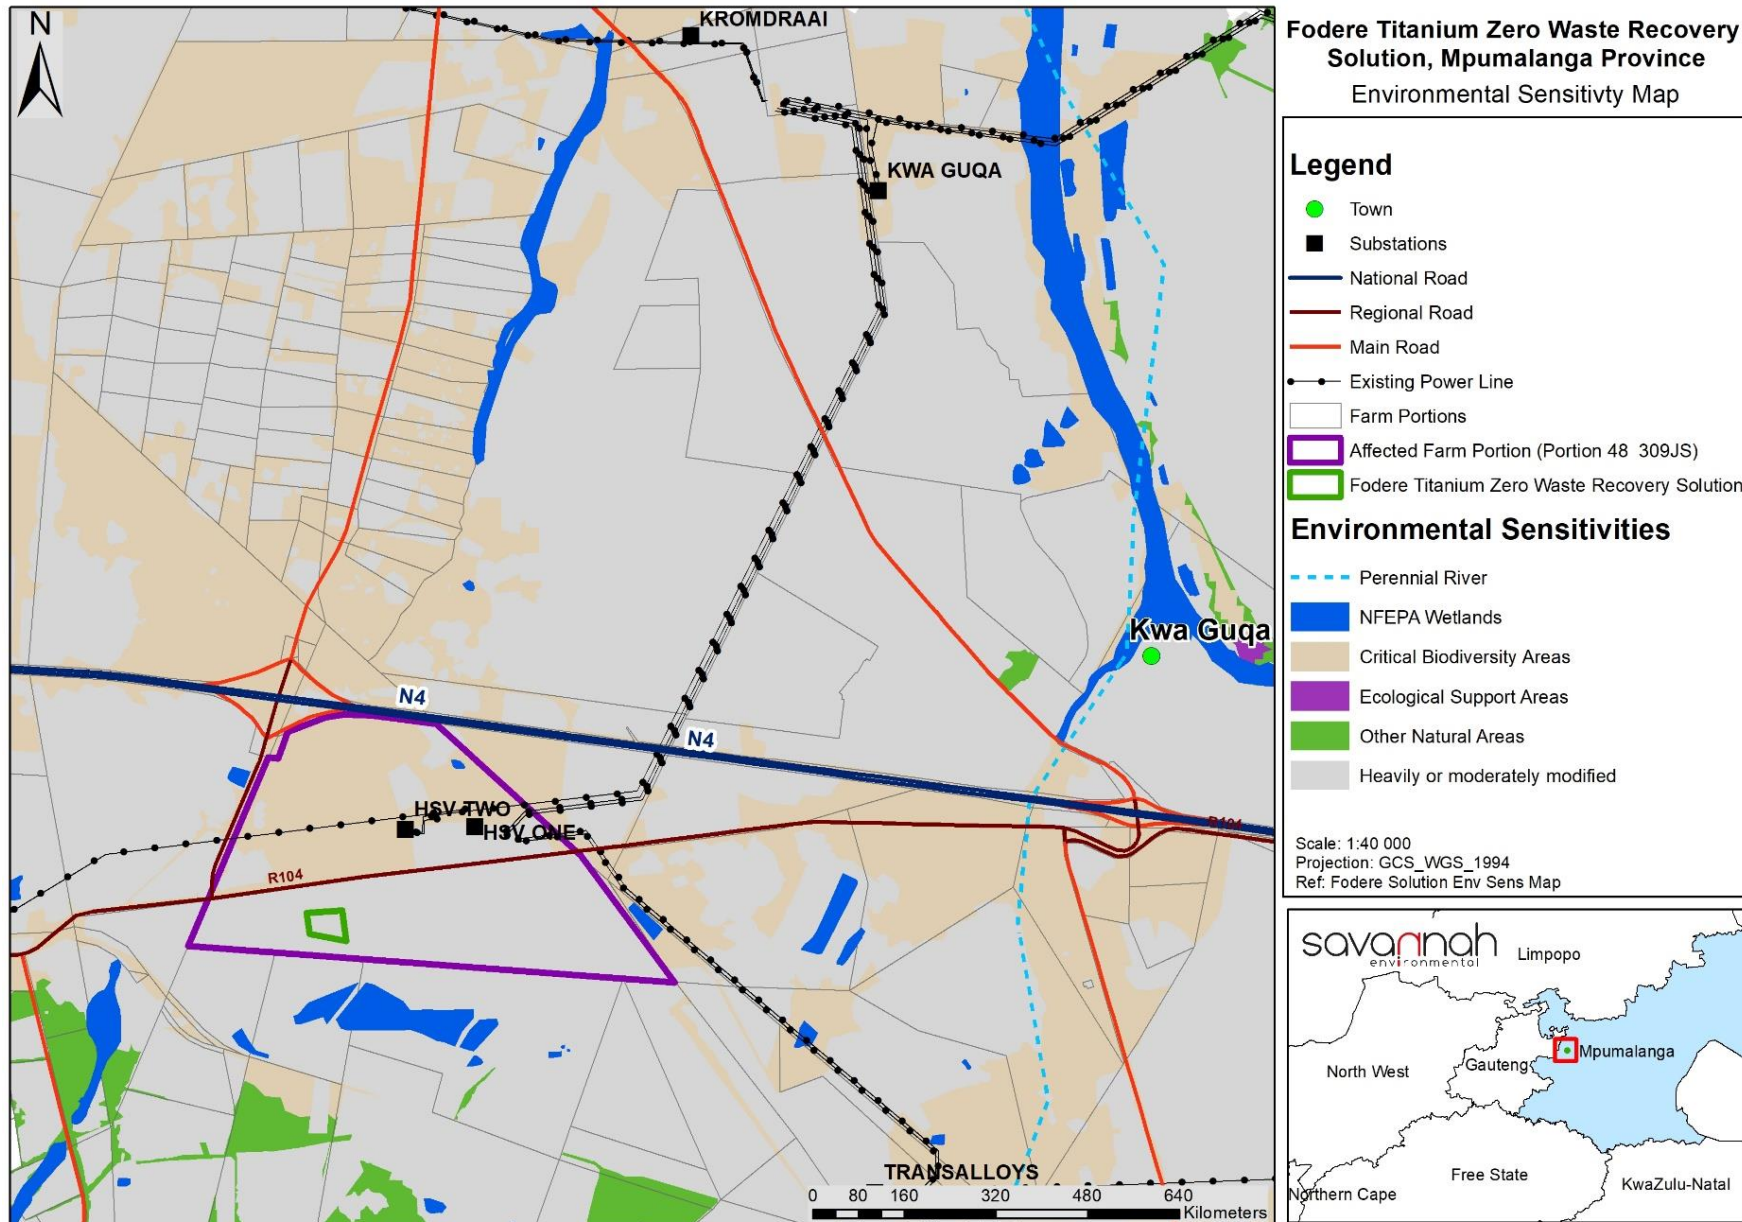 Fodere Titanium Zero Waste Recovery
Solution, Mpumalanga Province
Environmental Sensitivty Map
N
KROMDRAAI
KWA GUQA
Kwa Guqa
N4
N4
HSV TWO
HSV ONE
R104
R104
TRANSALLOYS
0 80 160 320 480 640
Kilometers
Legend
Town
Substations
National Road
Regional Road
Main Road
Existing Power Line
Farm Portions
Affected Farm Portion (Portion 48 309JS)
Fodere Titanium Zero Waste Recovery Solution
Environmental Sensitivities
Perennial River
NFEPA Wetlands
Critical Biodiversity Areas
Ecological Support Areas
Other Natural Areas
Heavily or moderately modified
Scale: 1:40 000
Projection: GCS_WGS_1994
Ref: Fodere Solution Env Sens Map
savannah
environmental
Limpopo
Mpumalanga
Gauteng
North West
Free State
KwaZulu-Natal
Northern Cape